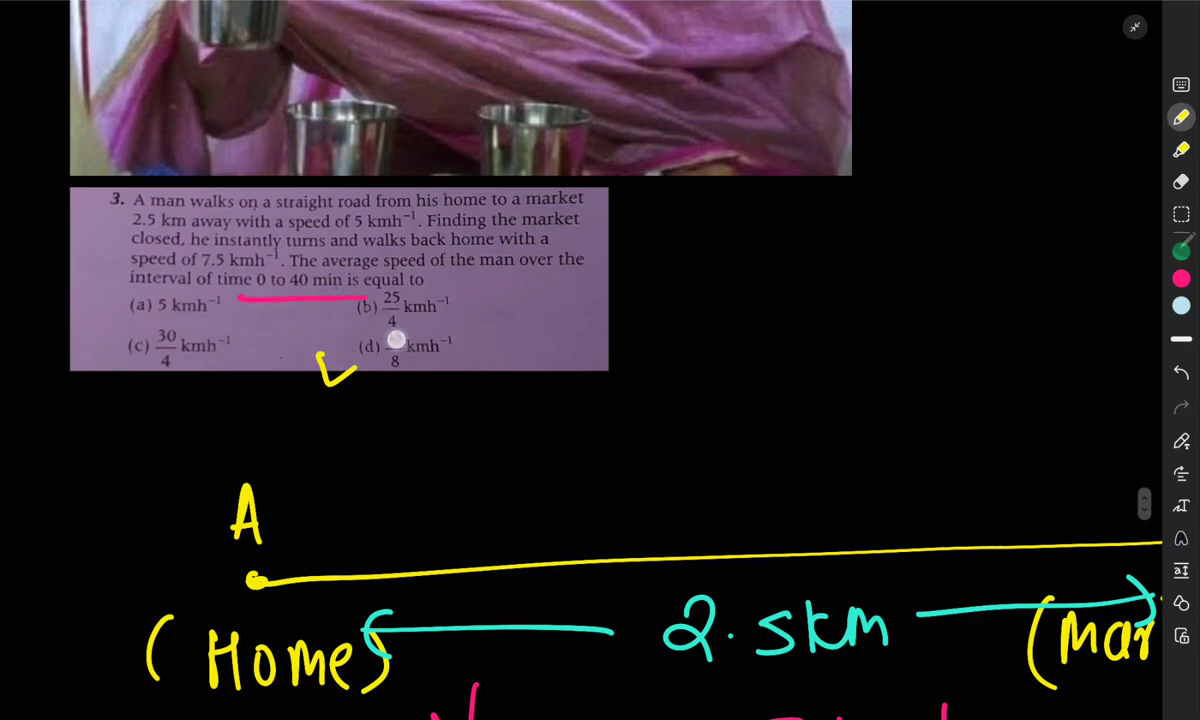 3. A man walks on a straight road from his home to a market
2.5 km away with a speed of 5 kmh⁻¹. Finding the market
closed, he instantly turns and walks back home with a
speed of 7.5 kmh⁻¹. The average speed of the man over the
interval of time 0 to 40 min is equal to
(a) 5 kmh⁻¹ (b) 25/4 kmh⁻¹
(c) 30/4 kmh⁻¹ (d) /8 kmh⁻¹
A
2.5km
(Home) (Mar